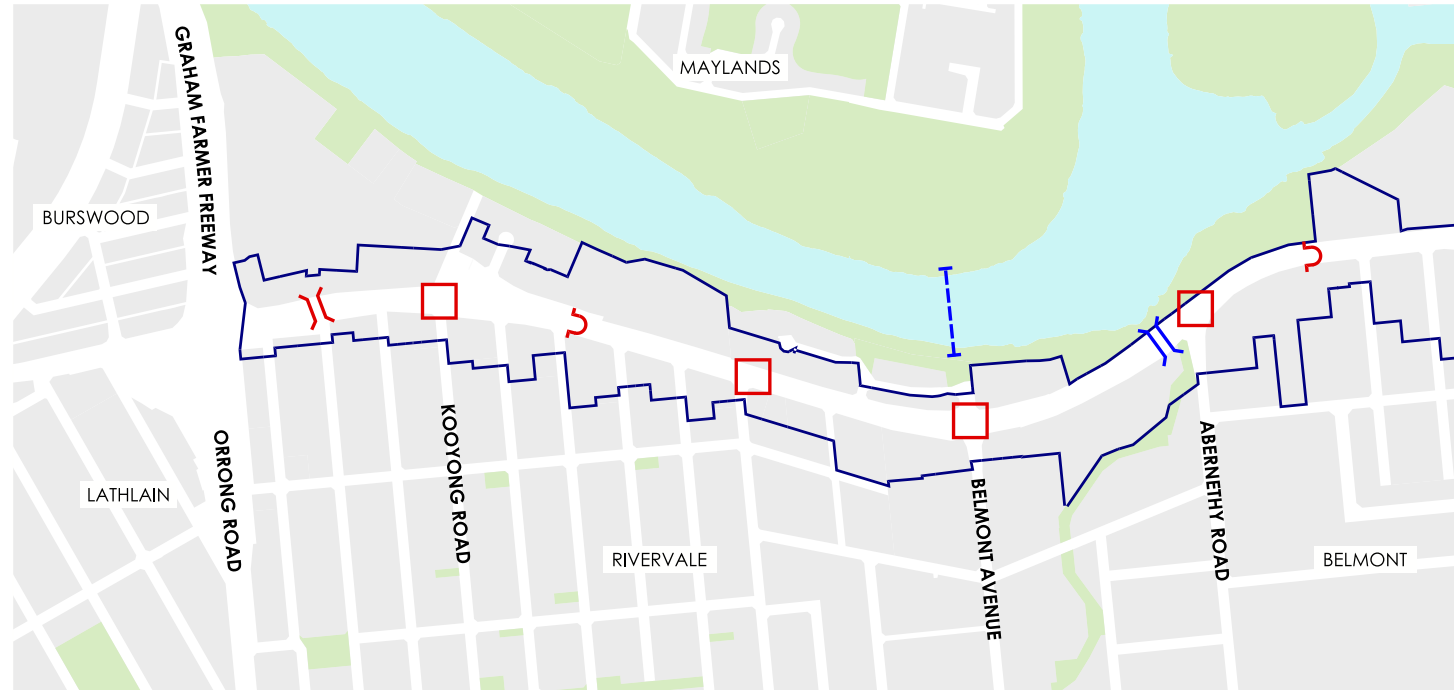 GRAHAM FARMER FREEWAY
MAYLANDS
BURSWOOD
ORRONG ROAD
KOOYONG ROAD
LATHLAIN
RIVERVALE
BELMONT AVENUE
ABERNETHY ROAD
BELMONT